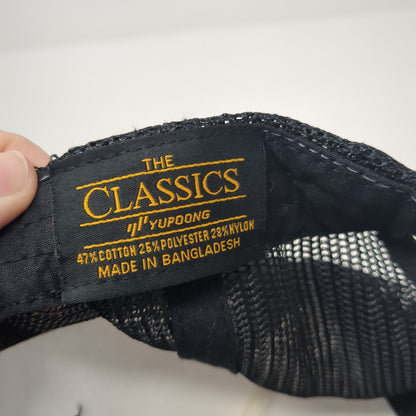 THE
CLASSICS
YUPOONG
47% COTTON 25% POLYESTER 28% NYLON
MADE IN BANGLADESH